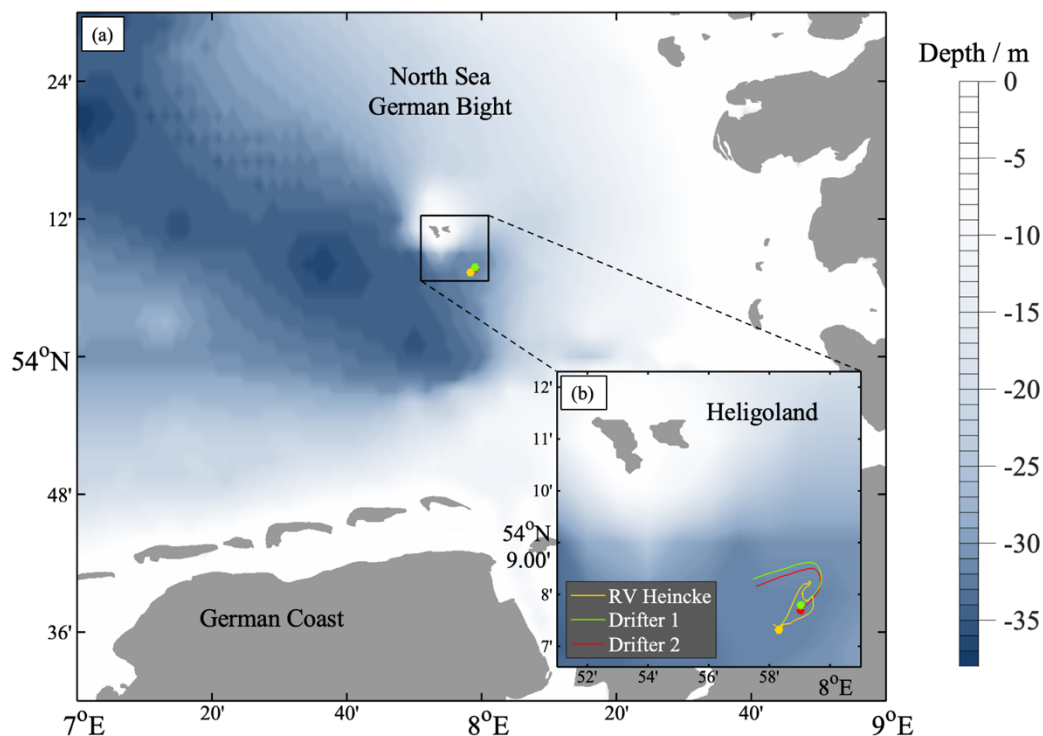 (a)
North Sea
German Bight
Depth / m
0
-5
-10
-15
-20
-25
-30
-35
24'
12'
54°N
48'
36'
7°E
20'
40'
8°E
20'
40'
9°E
German Coast
(b)
Heligoland
12'
11'
10'
54°N
9.00'
8'
7'
52'
54'
56'
58'
8°E
RV Heincke
Drifter 1
Drifter 2